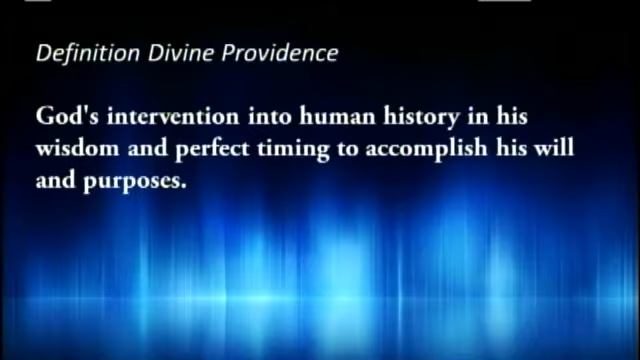 Definition Divine Providence
God's intervention into human history in his
wisdom and perfect timing to accomplish his will
and purposes.